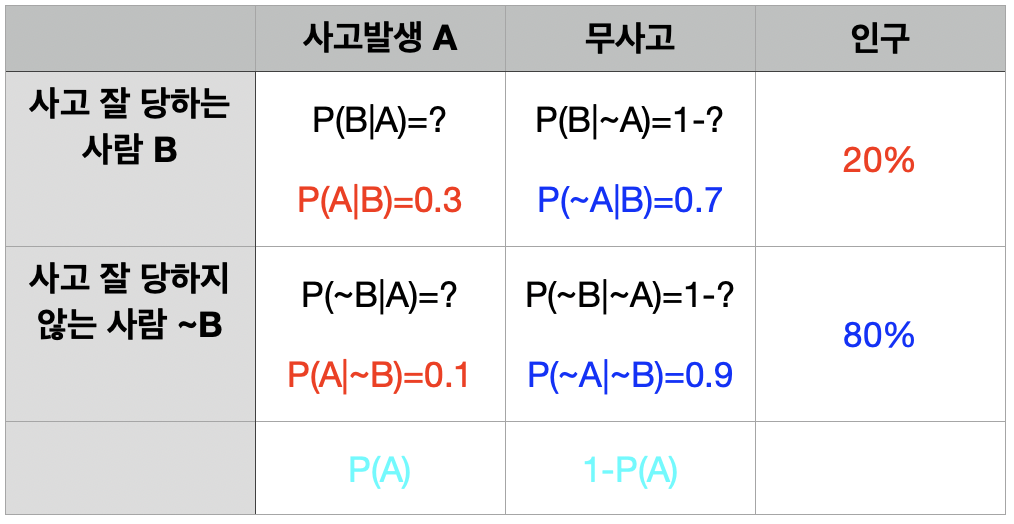 사고발생 A
무사고
인구
사고 잘 당하는
사람 B
P(B|A)=?
P(A|B)=0.3
P(B|~A)=1-?
P(~A|B)=0.7
20%
사고 잘 당하지
않는 사람 ~B
P(~B|A)=?
P(A|~B)=0.1
P(~B|~A)=1-?
P(~A|~B)=0.9
80%
P(A)
1-P(A)